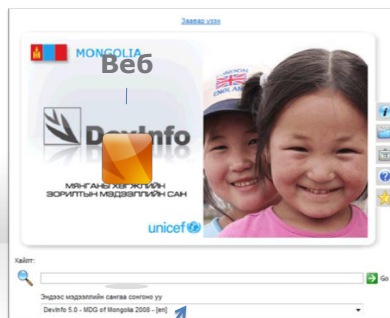 Заавар үзэх
MONGOLIA
Веб
ENGLAND
DevInfo
МЯНГАНЫ ХӨГЖЛИЙН
ЗОРИЛТЫН МЭДЭЭЛЛИЙН САН
unicef
Хайлт:
Go
Эндээс мэдээллийн сангаа сонгоно уу
DevInfo 5.0 - MDG of Mongolia 2008 - [en]